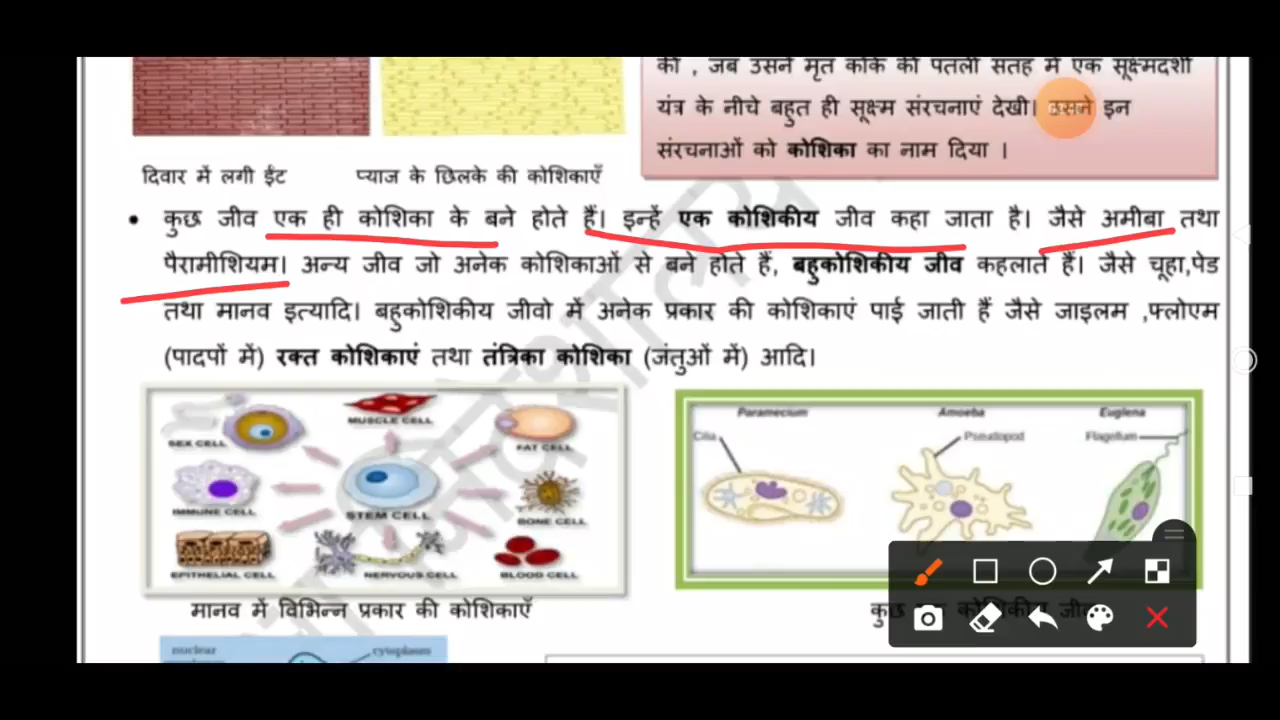 की , जब उसने मृत कॉर्क की पतली सतह में एक सूक्ष्मदर्शी
यंत्र के नीचे बहुत ही सूक्ष्म संरचनाएं देखी। उसने इन
संरचनाओं को कोशिका का नाम दिया ।
दिवार में लगी ईंट प्याज के छिलके की कोशिकाएँ
• कुछ जीव एक ही कोशिका के बने होते हैं। इन्हें एक कोशिकीय जीव कहा जाता है। जैसे अमीबा तथा
पैरामीशियम। अन्य जीव जो अनेक कोशिकाओं से बने होते हैं, बहुकोशिकीय जीव कहलाते हैं। जैसे चूहा,पेड
तथा मानव इत्यादि। बहुकोशिकीय जीवो में अनेक प्रकार की कोशिकाएं पाई जाती हैं जैसे जाइलम ,फ्लोएम
(पादपों में) रक्त कोशिकाएं तथा तंत्रिका कोशिका (जंतुओं में) आदि।
MUSCLE CELL
SEX CELL
FAT CELL
IMMUNE CELL
STEM CELL
BONE CELL
EPITHELIAL CELL
NERVOUS CELL
BLOOD CELL
Paramecium Amoeba Euglena
Cilia Pseudopod Flagellum
मानव में विभिन्न प्रकार की कोशिकाएँ
कुछ
nuclear cytoplasm